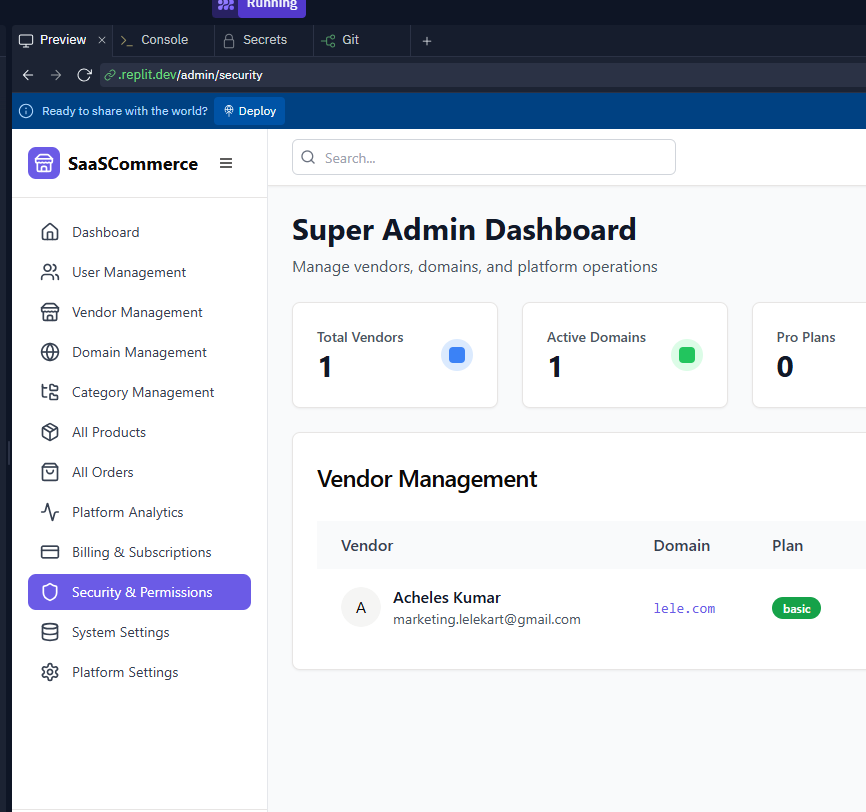 Running
Preview
Console
Secrets
Git
.replit.dev/admin/security
Ready to share with the world?
Deploy
SaaSCommerce
Search...
Dashboard
User Management
Vendor Management
Domain Management
Category Management
All Products
All Orders
Platform Analytics
Billing & Subscriptions
Security & Permissions
System Settings
Platform Settings
Super Admin Dashboard
Manage vendors, domains, and platform operations
Total Vendors
1
Active Domains
1
Pro Plans
0
Vendor Management
Vendor Domain Plan
A
Acheles Kumar
marketing.lelekart@gmail.com
lele.com
basic